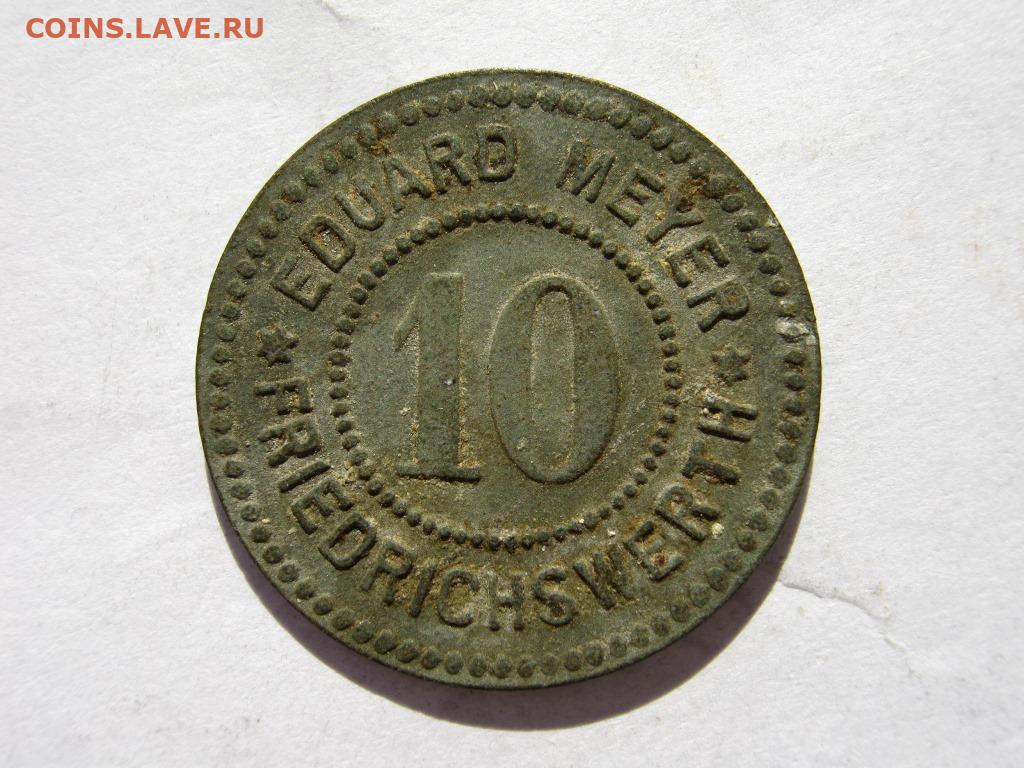 COINS.LAVE.RU
EDUARD MEYER
10
* FRIEDRICHSWERTH *